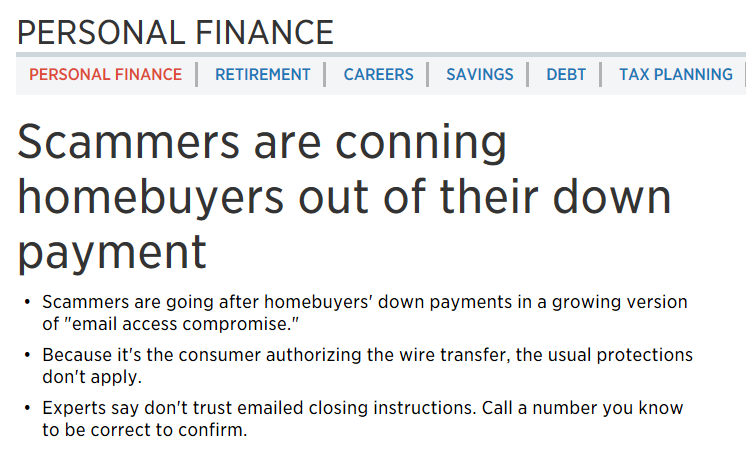 PERSONAL FINANCE
PERSONAL FINANCE | RETIREMENT | CAREERS | SAVINGS | DEBT | TAX PLANNING
Scammers are conning
homebuyers out of their down
payment
• Scammers are going after homebuyers' down payments in a growing version
of "email access compromise."
• Because it's the consumer authorizing the wire transfer, the usual protections
don't apply.
• Experts say don't trust emailed closing instructions. Call a number you know
to be correct to confirm.